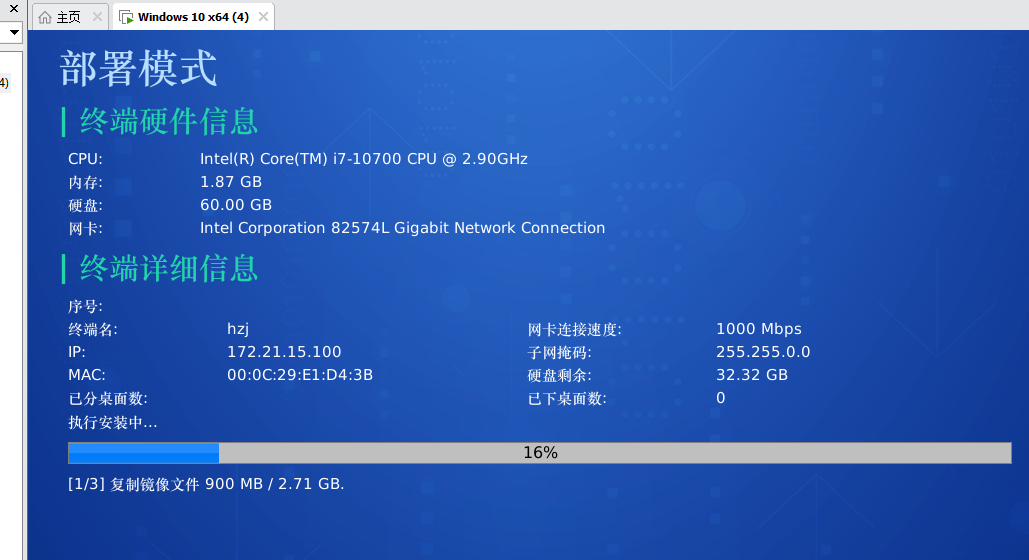 主页
Windows 10 x64 (4)
4)
部署模式
终端硬件信息
CPU: Intel(R) Core(TM) i7-10700 CPU @ 2.90GHz
内存: 1.87 GB
硬盘: 60.00 GB
网卡: Intel Corporation 82574L Gigabit Network Connection
终端详细信息
序号:
终端名: hzj 网卡连接速度: 1000 Mbps
IP: 172.21.15.100 子网掩码: 255.255.0.0
MAC: 00:0C:29:E1:D4:3B 硬盘剩余: 32.32 GB
已分桌面数: 已下桌面数: 0
执行安装中...
16%
[1/3] 复制镜像文件 900 MB / 2.71 GB.